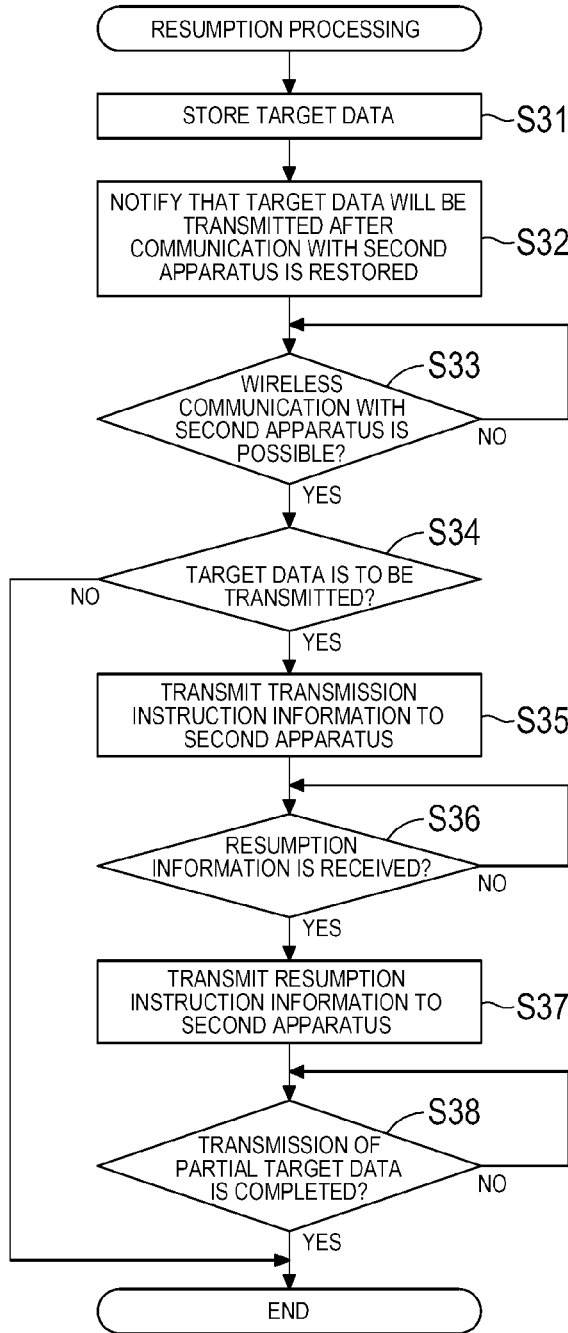 RESUMPTION PROCESSING
STORE TARGET DATA
S31
NOTIFY THAT TARGET DATA WILL BE
TRANSMITTED AFTER
COMMUNICATION WITH SECOND
APPARATUS IS RESTORED
S32
S33
WIRELESS
COMMUNICATION WITH
SECOND APPARATUS IS
POSSIBLE?
NO
YES
S34
TARGET DATA IS TO BE
TRANSMITTED?
NO
YES
TRANSMIT TRANSMISSION
INSTRUCTION INFORMATION TO
SECOND APPARATUS
S35
S36
RESUMPTION
INFORMATION IS RECEIVED?
NO
YES
TRANSMIT RESUMPTION
INSTRUCTION INFORMATION TO
SECOND APPARATUS
S37
S38
TRANSMISSION OF
PARTIAL TARGET DATA
IS COMPLETED?
NO
YES
END